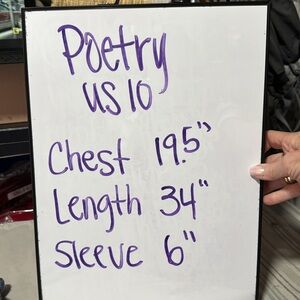 Poetry
US 10
Chest 19.5"
Length 34"
Sleeve 6"